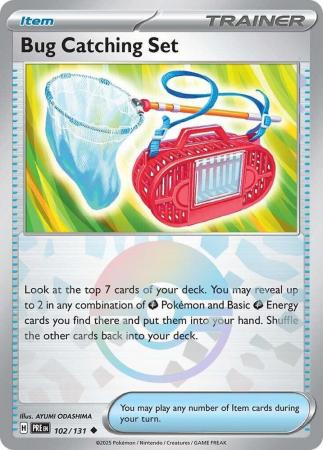 Item
TRAINER
Bug Catching Set
Look at the top 7 cards of your deck. You may reveal up
to 2 in any combination of Pokémon and Basic Energy
cards you find there and put them into your hand. Shuffle
the other cards back into your deck.
Illus. AYUMI ODASHIMA
H PRE EN 102/131
You may play any number of Item cards during
your turn.
©2025 Pokémon / Nintendo / Creatures / GAME FREAK